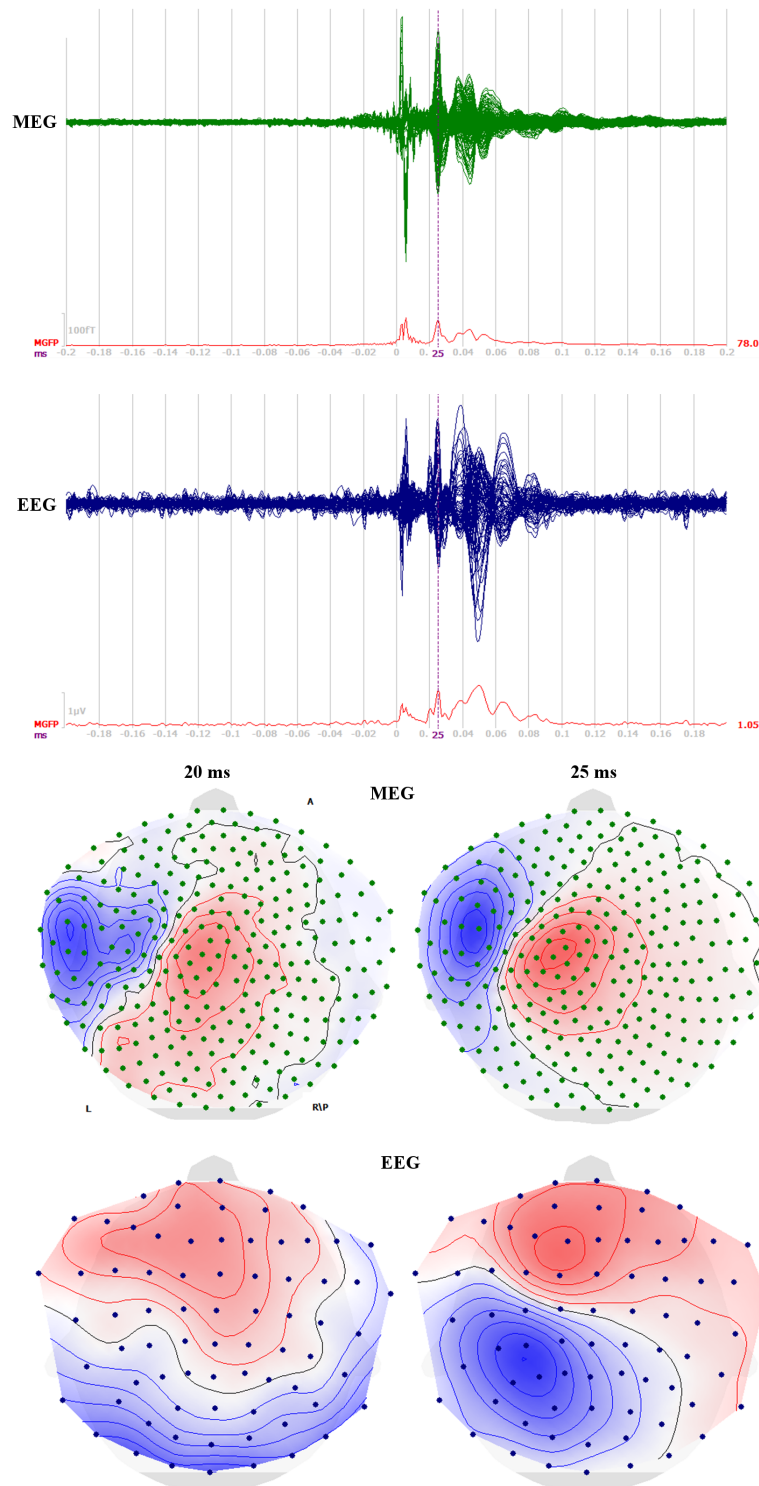 MEG
100fT
MGFP 78.0
ms -0.2 -0.18 -0.16 -0.14 -0.12 -0.1 -0.08 -0.06 -0.04 -0.02 0 0. 25 0.04 0.06 0.08 0.1 0.12 0.14 0.16 0.18 0.2
EEG
1µV
MGFP 1.05
ms -0.18 -0.16 -0.14 -0.12 -0.1 -0.08 -0.06 -0.04 -0.02 0 0. 25 0.04 0.06 0.08 0.1 0.12 0.14 0.16 0.18
20 ms 25 ms
MEG
A
L R\P
EEG